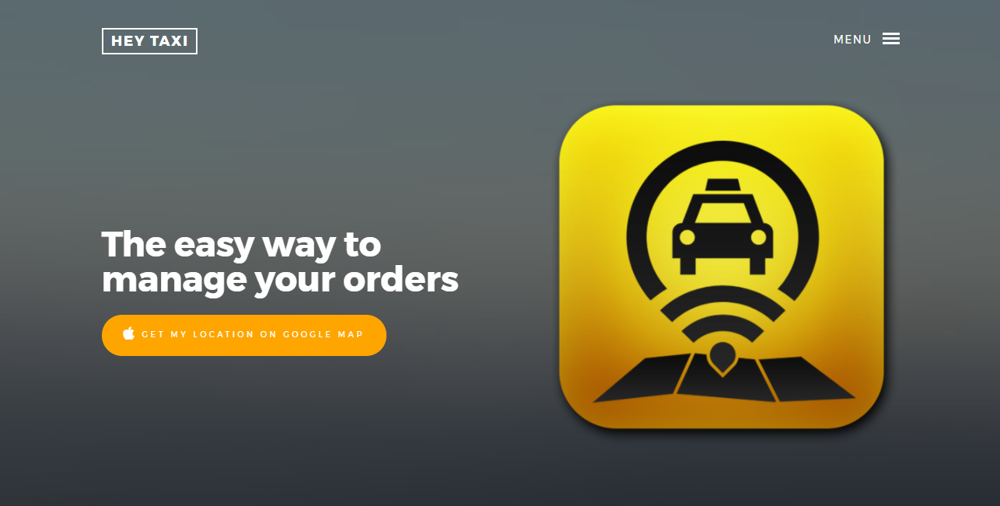 HEY TAXI
MENU
The easy way to
manage your orders
GET MY LOCATION ON GOOGLE MAP